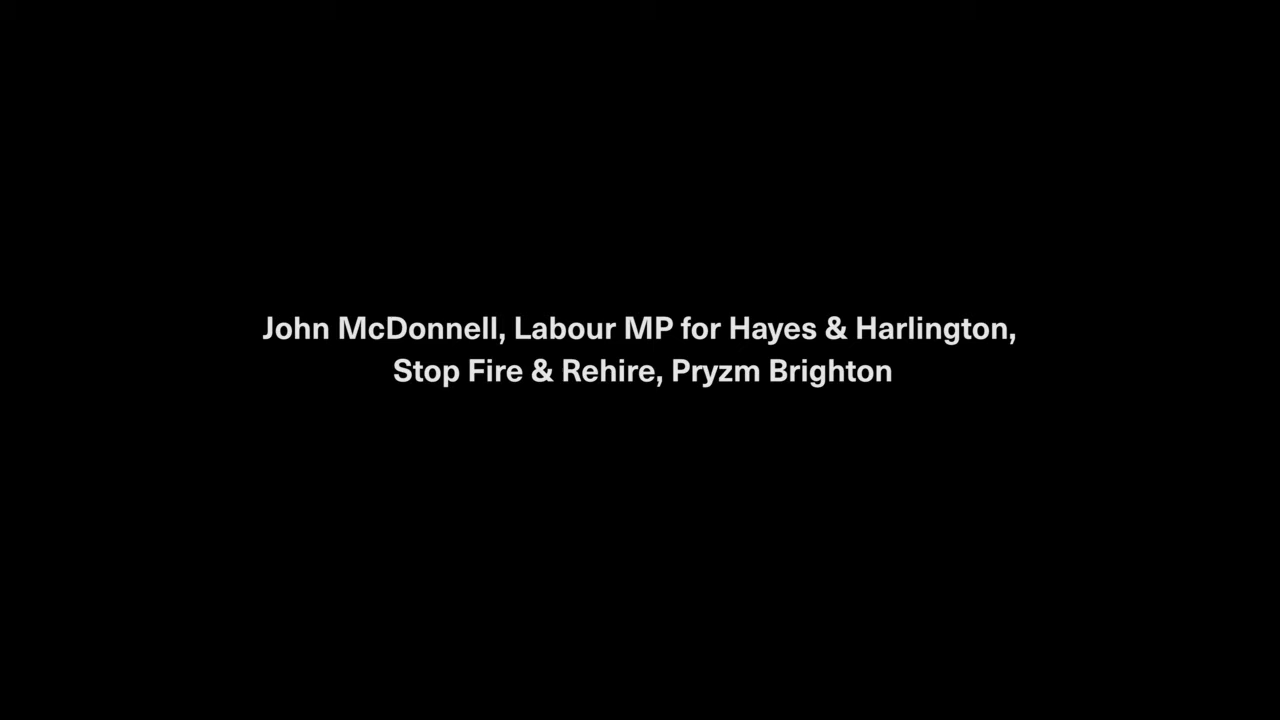 John McDonnell, Labour MP for Hayes & Harlington,
Stop Fire & Rehire, Pryzm Brighton